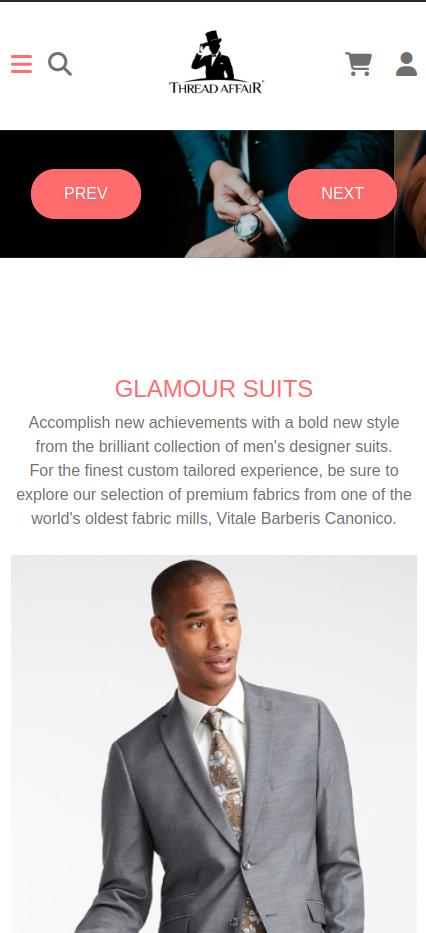 THREAD AFFAIR
PREV
NEXT
GLAMOUR SUITS
Accomplish new achievements with a bold new style
from the brilliant collection of men's designer suits.
For the finest custom tailored experience, be sure to
explore our selection of premium fabrics from one of the
world's oldest fabric mills, Vitale Barberis Canonico.